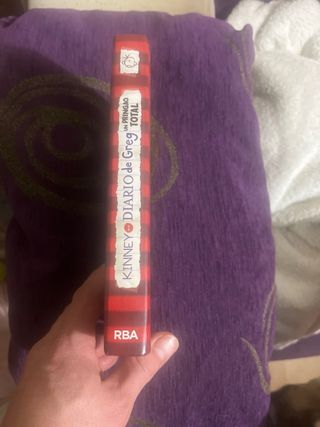 KINNEY DIARIO de Greg
UN PRINGAO
TOTAL
RBA